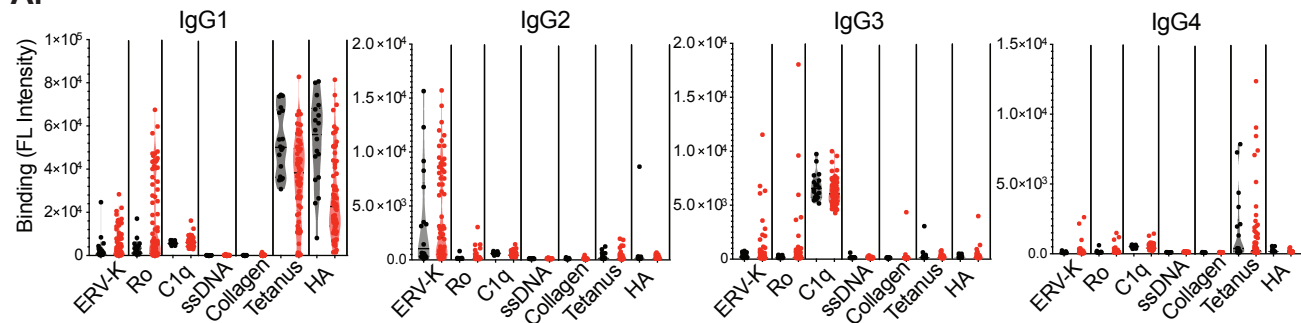 IgG1
IgG2
IgG3
IgG4
Binding (FL Intensity)
1×10⁵
8×10⁴
6×10⁴
4×10⁴
2×10⁴
0
ERV-K
Ro
C1q
ssDNA
Collagen
Tetanus
HA
2.0×10⁴
1.5×10⁴
1.0×10⁴
5.0×10³
0.0
ERV-K
Ro
C1q
ssDNA
Collagen
Tetanus
HA
2.0×10⁴
1.5×10⁴
1.0×10⁴
5.0×10³
0.0
ERV-K
Ro
C1q
ssDNA
Collagen
Tetanus
HA
1.5×10⁴
1.0×10⁴
5.0×10³
0.0
ERV-K
Ro
C1q
ssDNA
Collagen
Tetanus
HA